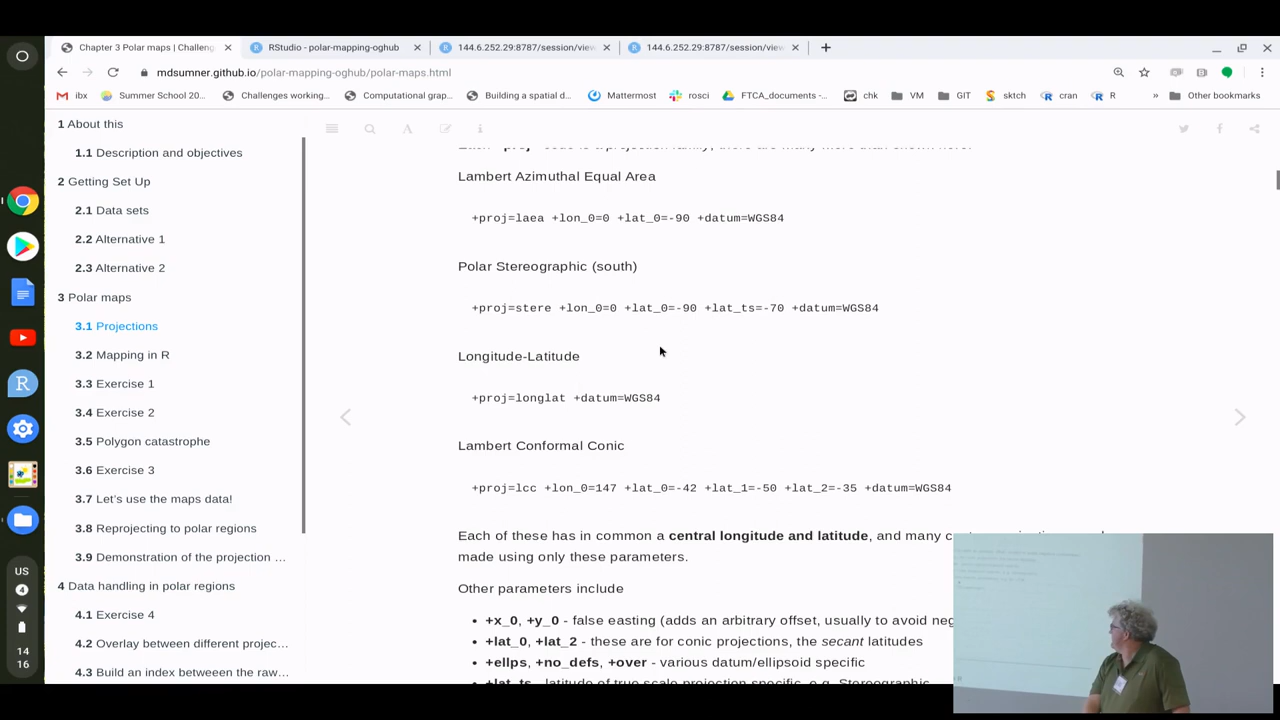 Chapter 3 Polar maps | Challeng
RStudio - polar-mapping-oghub
144.6.252.29:8787/session/view
144.6.252.29:8787/session/view
mdsumner.github.io/polar-mapping-oghub/polar-maps.html
ibx
Summer School 20...
Challenges working...
Computational grap...
Building a spatial d...
Mattermost
rosci
FTCA_documents -...
chk
VM
GIT
sktch
cran
R
»
Other bookmarks
1 About this
1.1 Description and objectives
2 Getting Set Up
2.1 Data sets
2.2 Alternative 1
2.3 Alternative 2
3 Polar maps
3.1 Projections
3.2 Mapping in R
3.3 Exercise 1
3.4 Exercise 2
3.5 Polygon catastrophe
3.6 Exercise 3
3.7 Let's use the maps data!
3.8 Reprojecting to polar regions
3.9 Demonstration of the projection ...
4 Data handling in polar regions
4.1 Exercise 4
4.2 Overlay between different projec...
4.3 Build an index betweeen the raw...
Lambert Azimuthal Equal Area
+proj=laea +lon_0=0 +lat_0=-90 +datum=WGS84
Polar Stereographic (south)
+proj=stere +lon_0=0 +lat_0=-90 +lat_ts=-70 +datum=WGS84
Longitude-Latitude
+proj=longlat +datum=WGS84
Lambert Conformal Conic
+proj=lcc +lon_0=147 +lat_0=-42 +lat_1=-50 +lat_2=-35 +datum=WGS84
Each of these has in common a central longitude and latitude, and many
made using only these parameters.
Other parameters include
• +x_0, +y_0 - false easting (adds an arbitrary offset, usually to avoid neg
• +lat_0, +lat_2 - these are for conic projections, the secant latitudes
• +ellps, +no_defs, +over - various datum/ellipsoid specific
US
4
14
16